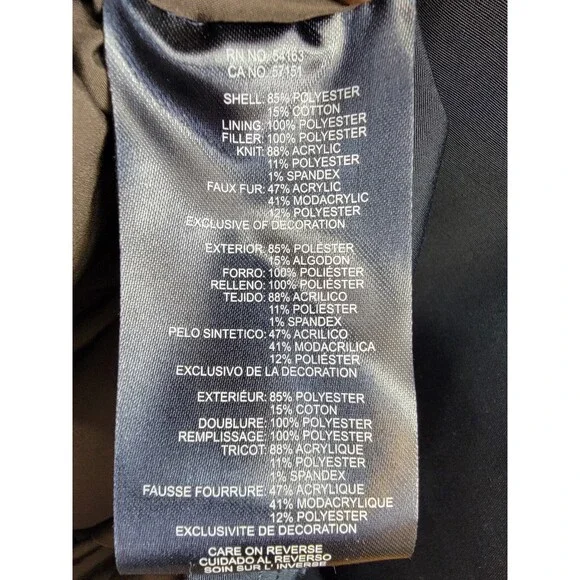 RN NO. 54163
CA NO. 57151
SHELL: 85% POLYESTER
15% COTTON
LINING: 100% POLYESTER
FILLER: 100% POLYESTER
KNIT: 88% ACRYLIC
11% POLYESTER
1% SPANDEX
FAUX FUR: 47% ACRYLIC
41% MODACRYLIC
12% POLYESTER
EXCLUSIVE OF DECORATION
EXTERIOR: 85% POLIÉSTER
15% ALGODON
FORRO: 100% POLIÉSTER
RELLENO: 100% POLIÉSTER
TEJIDO: 88% ACRILICO
11% POLIESTER
1% SPANDEX
PELO SINTETICO: 47% ACRILICO
41% MODACRILICA
12% POLIÉSTER
EXCLUSIVO DE LA DECORATION
EXTERIEUR: 85% POLYESTER
15% COTON
DOUBLURE: 100% POLYESTER
REMPLISSAGE: 100% POLYESTER
TRICOT: 88% ACRYLIQUE
11% POLYESTER
1% SPANDEX
FAUSSE FOURRURE: 47% ACRYLIQUE
41% MODACRYLIQUE
12% POLYESTER
EXCLUSIVITE DE DECORATION
CARE ON REVERSE
CUIDADO AL REVERSO
SOIN SUR L' INVERSE